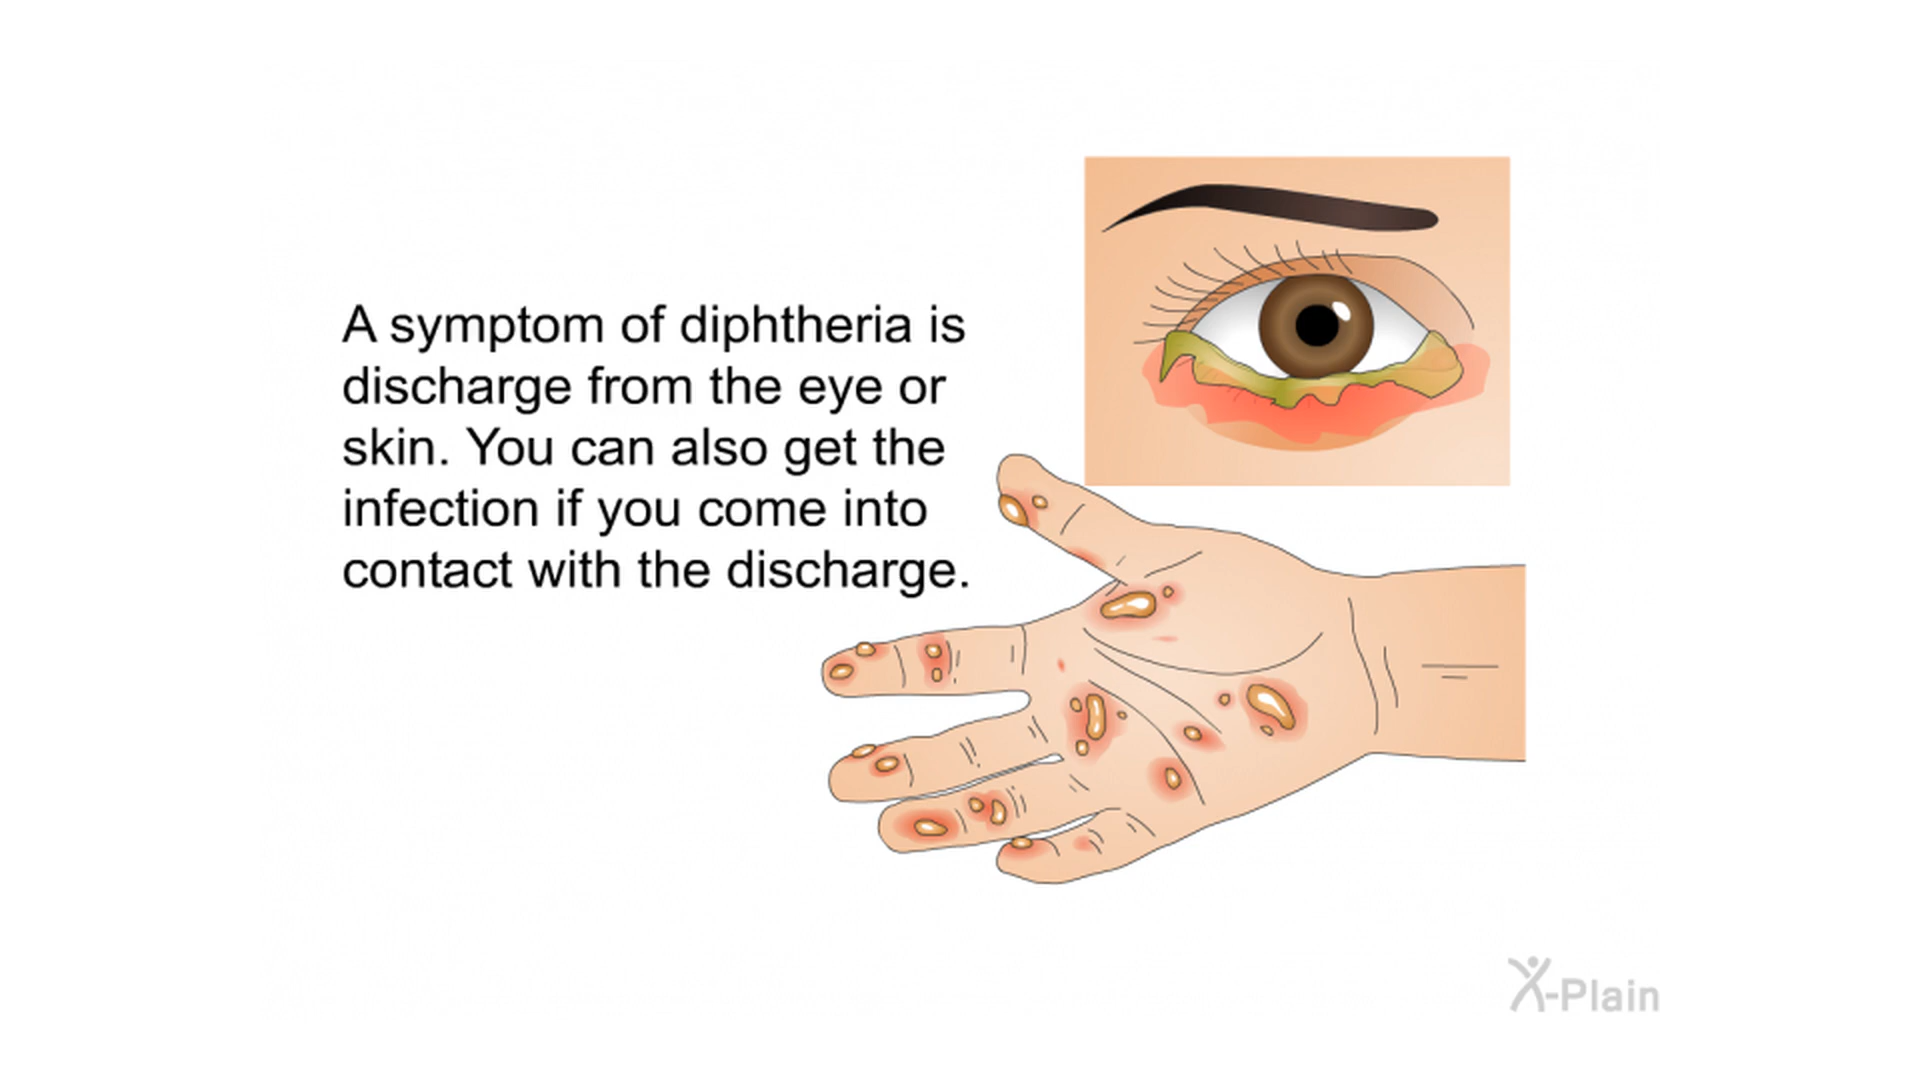 A symptom of diphtheria is
discharge from the eye or
skin. You can also get the
infection if you come into
contact with the discharge.
X-Plain